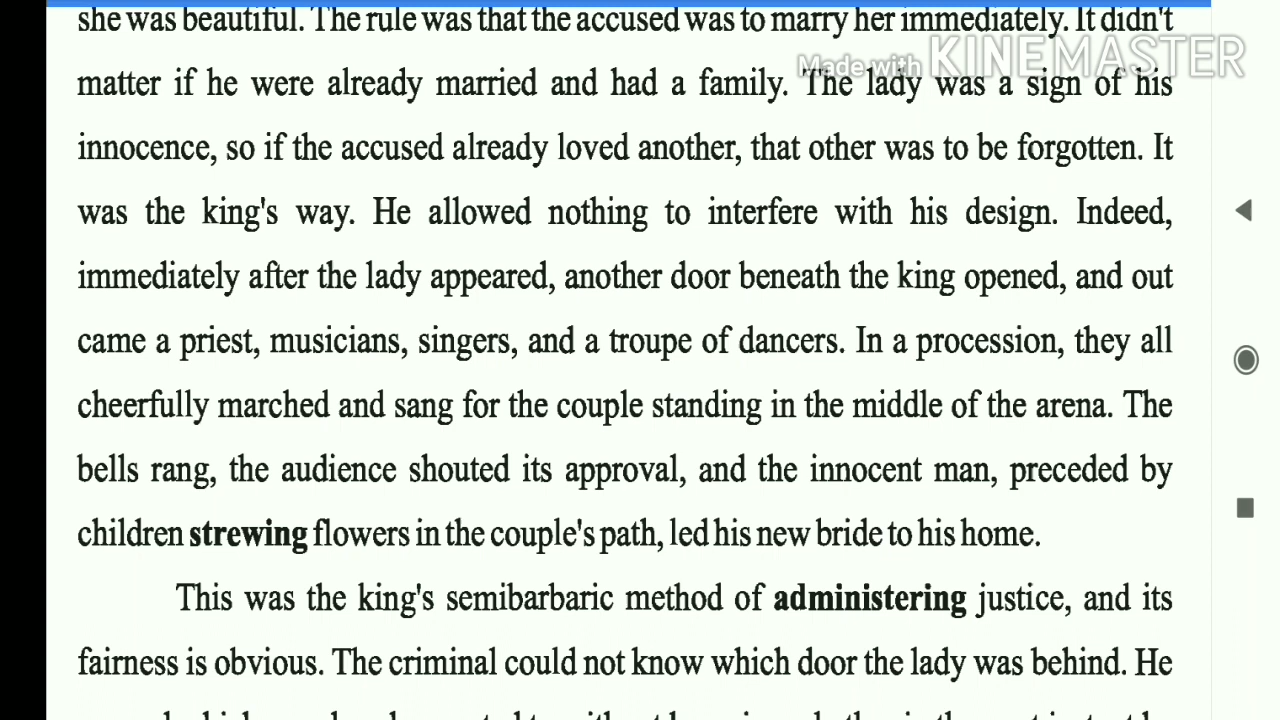 she was beautiful. The rule was that the accused was to marry her immediately. It didn't
Made with KINEMASTER
matter if he were already married and had a family. The lady was a sign of his
innocence, so if the accused already loved another, that other was to be forgotten. It
was the king's way. He allowed nothing to interfere with his design. Indeed,
immediately after the lady appeared, another door beneath the king opened, and out
came a priest, musicians, singers, and a troupe of dancers. In a procession, they all
cheerfully marched and sang for the couple standing in the middle of the arena. The
bells rang, the audience shouted its approval, and the innocent man, preceded by
children strewing flowers in the couple's path, led his new bride to his home.
This was the king's semibarbaric method of administering justice, and its
fairness is obvious. The criminal could not know which door the lady was behind. He